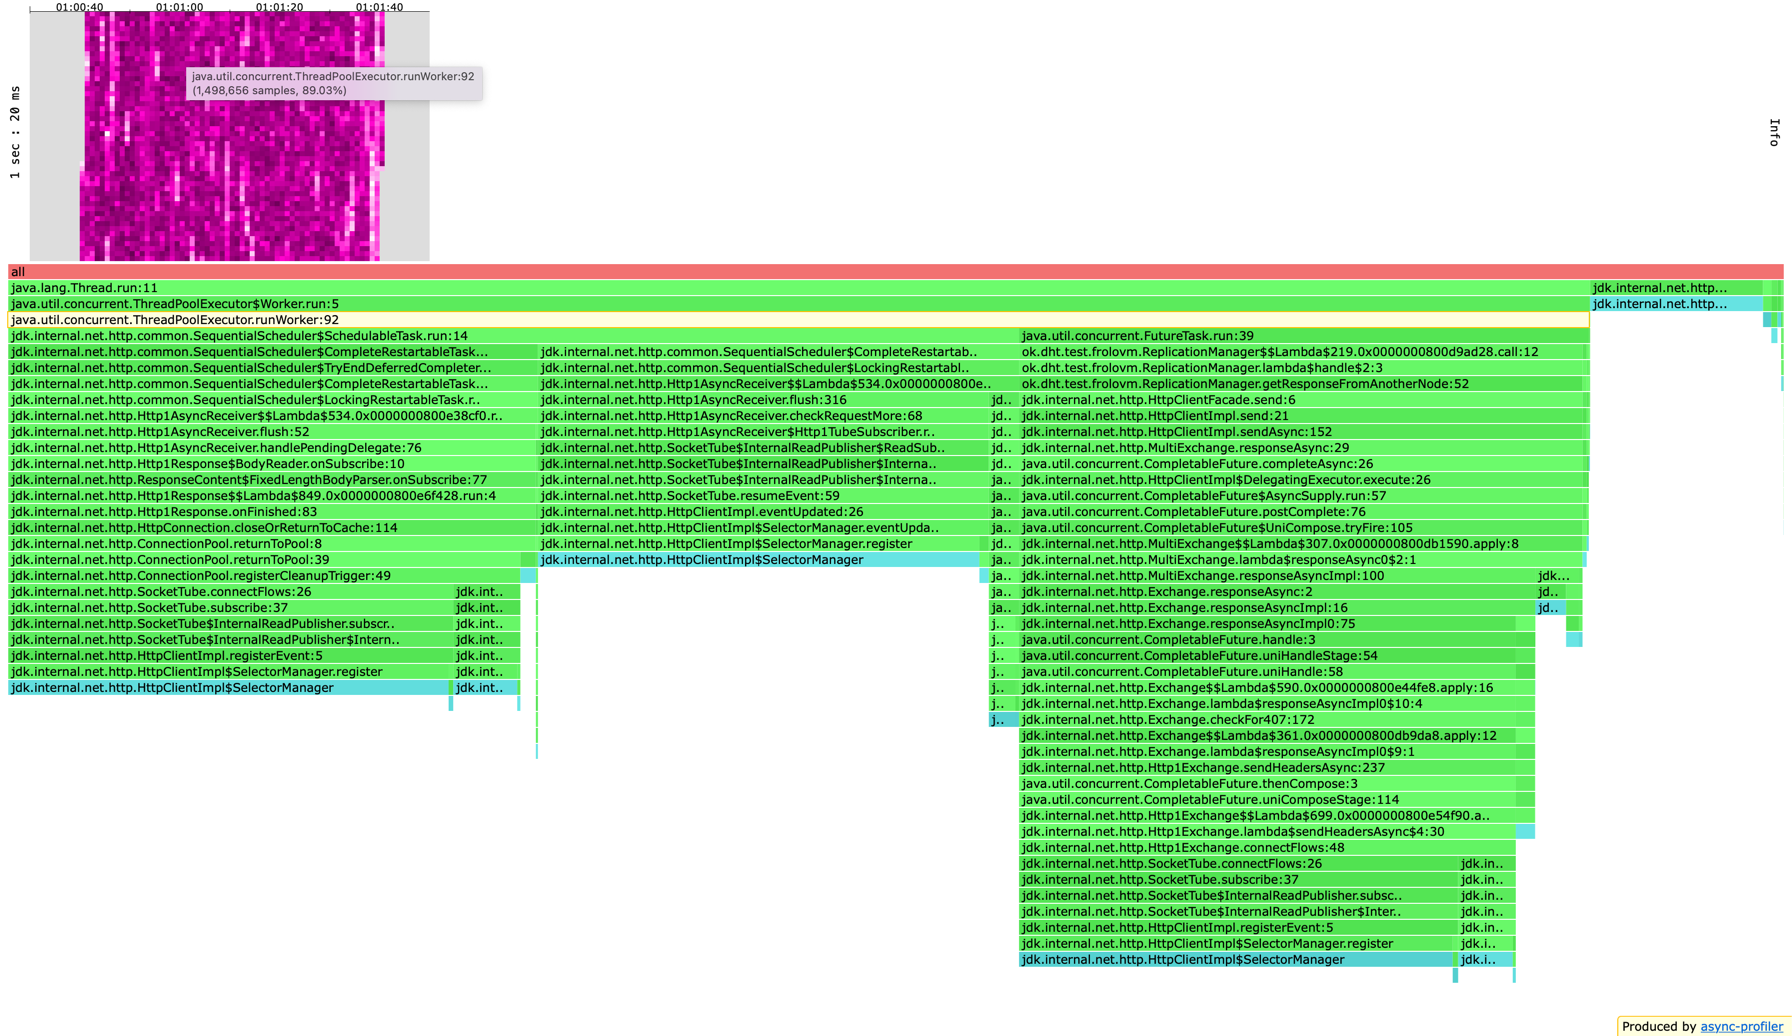 01:00:40 01:01:00 01:01:20 01:01:40
1 sec : 20 ms
java.util.concurrent.ThreadPoolExecutor.runWorker:92
(1,498,656 samples, 89.03%)
Info
all
java.lang.Thread.run:11 jdk.internal.net.http...
java.util.concurrent.ThreadPoolExecutor$Worker.run:5 jdk.internal.net.http...
java.util.concurrent.ThreadPoolExecutor.runWorker:92
jdk.internal.net.http.common.SequentialScheduler$SchedulableTask.run:14 java.util.concurrent.FutureTask.run:39
jdk.internal.net.http.common.SequentialScheduler$CompleteRestartableTask... jdk.internal.net.http.common.SequentialScheduler$CompleteRestartab.. ok.dht.test.frolovm.ReplicationManager$$Lambda$219.0x0000000800d9ad28.call:12
jdk.internal.net.http.common.SequentialScheduler$TryEndDeferredCompleter... jdk.internal.net.http.common.SequentialScheduler$LockingRestartabl.. ok.dht.test.frolovm.ReplicationManager.lambda$handle$2:3
jdk.internal.net.http.common.SequentialScheduler$CompleteRestartableTask... jdk.internal.net.http.Http1AsyncReceiver$$Lambda$534.0x0000000800e.. ok.dht.test.frolovm.ReplicationManager.getResponseFromAnotherNode:52
jdk.internal.net.http.common.SequentialScheduler$LockingRestartableTask.r.. jdk.internal.net.http.Http1AsyncReceiver.flush:316 jd.. jdk.internal.net.http.HttpClientFacade.send:6
jdk.internal.net.http.Http1AsyncReceiver$$Lambda$534.0x0000000800e38cf0.r.. jdk.internal.net.http.Http1AsyncReceiver.checkRequestMore:68 jd.. jdk.internal.net.http.HttpClientImpl.send:21
jdk.internal.net.http.Http1AsyncReceiver.flush:52 jdk.internal.net.http.Http1AsyncReceiver$Http1TubeSubscriber.r.. jd.. jdk.internal.net.http.HttpClientImpl.sendAsync:152
jdk.internal.net.http.Http1AsyncReceiver.handlePendingDelegate:76 jdk.internal.net.http.SocketTube$InternalReadPublisher$ReadSub.. jd.. jdk.internal.net.http.MultiExchange.responseAsync:29
jdk.internal.net.http.Http1Response$BodyReader.onSubscribe:10 jdk.internal.net.http.SocketTube$InternalReadPublisher$Interna.. jd.. java.util.concurrent.CompletableFuture.completeAsync:26
jdk.internal.net.http.ResponseContent$FixedLengthBodyParser.onSubscribe:77 jdk.internal.net.http.SocketTube$InternalReadPublisher$Interna.. ja.. jdk.internal.net.http.HttpClientImpl$DelegatingExecutor.execute:26
jdk.internal.net.http.Http1Response$$Lambda$849.0x0000000800e6f428.run:4 jdk.internal.net.http.SocketTube.resumeEvent:59 ja.. java.util.concurrent.CompletableFuture$AsyncSupply.run:57
jdk.internal.net.http.Http1Response.onFinished:83 jdk.internal.net.http.HttpClientImpl.eventUpdated:26 ja.. java.util.concurrent.CompletableFuture.postComplete:76
jdk.internal.net.http.HttpConnection.closeOrReturnToCache:114 jdk.internal.net.http.HttpClientImpl$SelectorManager.eventUpda.. ja.. java.util.concurrent.CompletableFuture$UniCompose.tryFire:105
jdk.internal.net.http.ConnectionPool.returnToPool:8 jdk.internal.net.http.HttpClientImpl$SelectorManager.register jd.. jdk.internal.net.http.MultiExchange$$Lambda$307.0x0000000800db1590.apply:8
jdk.internal.net.http.ConnectionPool.returnToPool:39 jdk.internal.net.http.HttpClientImpl$SelectorManager ja.. jdk.internal.net.http.MultiExchange.lambda$responseAsync0$2:1
jdk.internal.net.http.ConnectionPool.registerCleanupTrigger:49 ja.. jdk.internal.net.http.MultiExchange.responseAsyncImpl:100 jdk...
jdk.internal.net.http.SocketTube.connectFlows:26 jdk.int.. ja.. jdk.internal.net.http.Exchange.responseAsync:2 jd..
jdk.internal.net.http.SocketTube.subscribe:37 jdk.int.. ja.. jdk.internal.net.http.Exchange.responseAsyncImpl:16 jd..
jdk.internal.net.http.SocketTube$InternalReadPublisher.subscr.. jdk.int.. j.. jdk.internal.net.http.Exchange.responseAsyncImpl0:75
jdk.internal.net.http.SocketTube$InternalReadPublisher$Intern.. jdk.int.. j.. java.util.concurrent.CompletableFuture.handle:3
jdk.internal.net.http.HttpClientImpl.registerEvent:5 jdk.int.. j.. java.util.concurrent.CompletableFuture.uniHandleStage:54
jdk.internal.net.http.HttpClientImpl$SelectorManager.register jdk.int.. j.. java.util.concurrent.CompletableFuture.uniHandle:58
jdk.internal.net.http.HttpClientImpl$SelectorManager jdk.int.. j.. jdk.internal.net.http.Exchange$$Lambda$590.0x0000000800e44fe8.apply:16
j.. jdk.internal.net.http.Exchange.lambda$responseAsyncImpl0$10:4
j.. jdk.internal.net.http.Exchange.checkFor407:172
jdk.internal.net.http.Exchange$$Lambda$361.0x0000000800db9da8.apply:12
jdk.internal.net.http.Exchange.lambda$responseAsyncImpl0$9:1
jdk.internal.net.http.Http1Exchange.sendHeadersAsync:237
java.util.concurrent.CompletableFuture.thenCompose:3
java.util.concurrent.CompletableFuture.uniComposeStage:114
jdk.internal.net.http.Http1Exchange$$Lambda$699.0x0000000800e54f90.a..
jdk.internal.net.http.Http1Exchange.lambda$sendHeadersAsync$4:30
jdk.internal.net.http.Http1Exchange.connectFlows:48
jdk.internal.net.http.SocketTube.connectFlows:26 jdk.in..
jdk.internal.net.http.SocketTube.subscribe:37 jdk.in..
jdk.internal.net.http.SocketTube$InternalReadPublisher.subsc.. jdk.in..
jdk.internal.net.http.SocketTube$InternalReadPublisher$Inter.. jdk.in..
jdk.internal.net.http.HttpClientImpl.registerEvent:5 jdk.in..
jdk.internal.net.http.HttpClientImpl$SelectorManager.register jdk.i..
jdk.internal.net.http.HttpClientImpl$SelectorManager jdk.i..
Produced by async-profiler